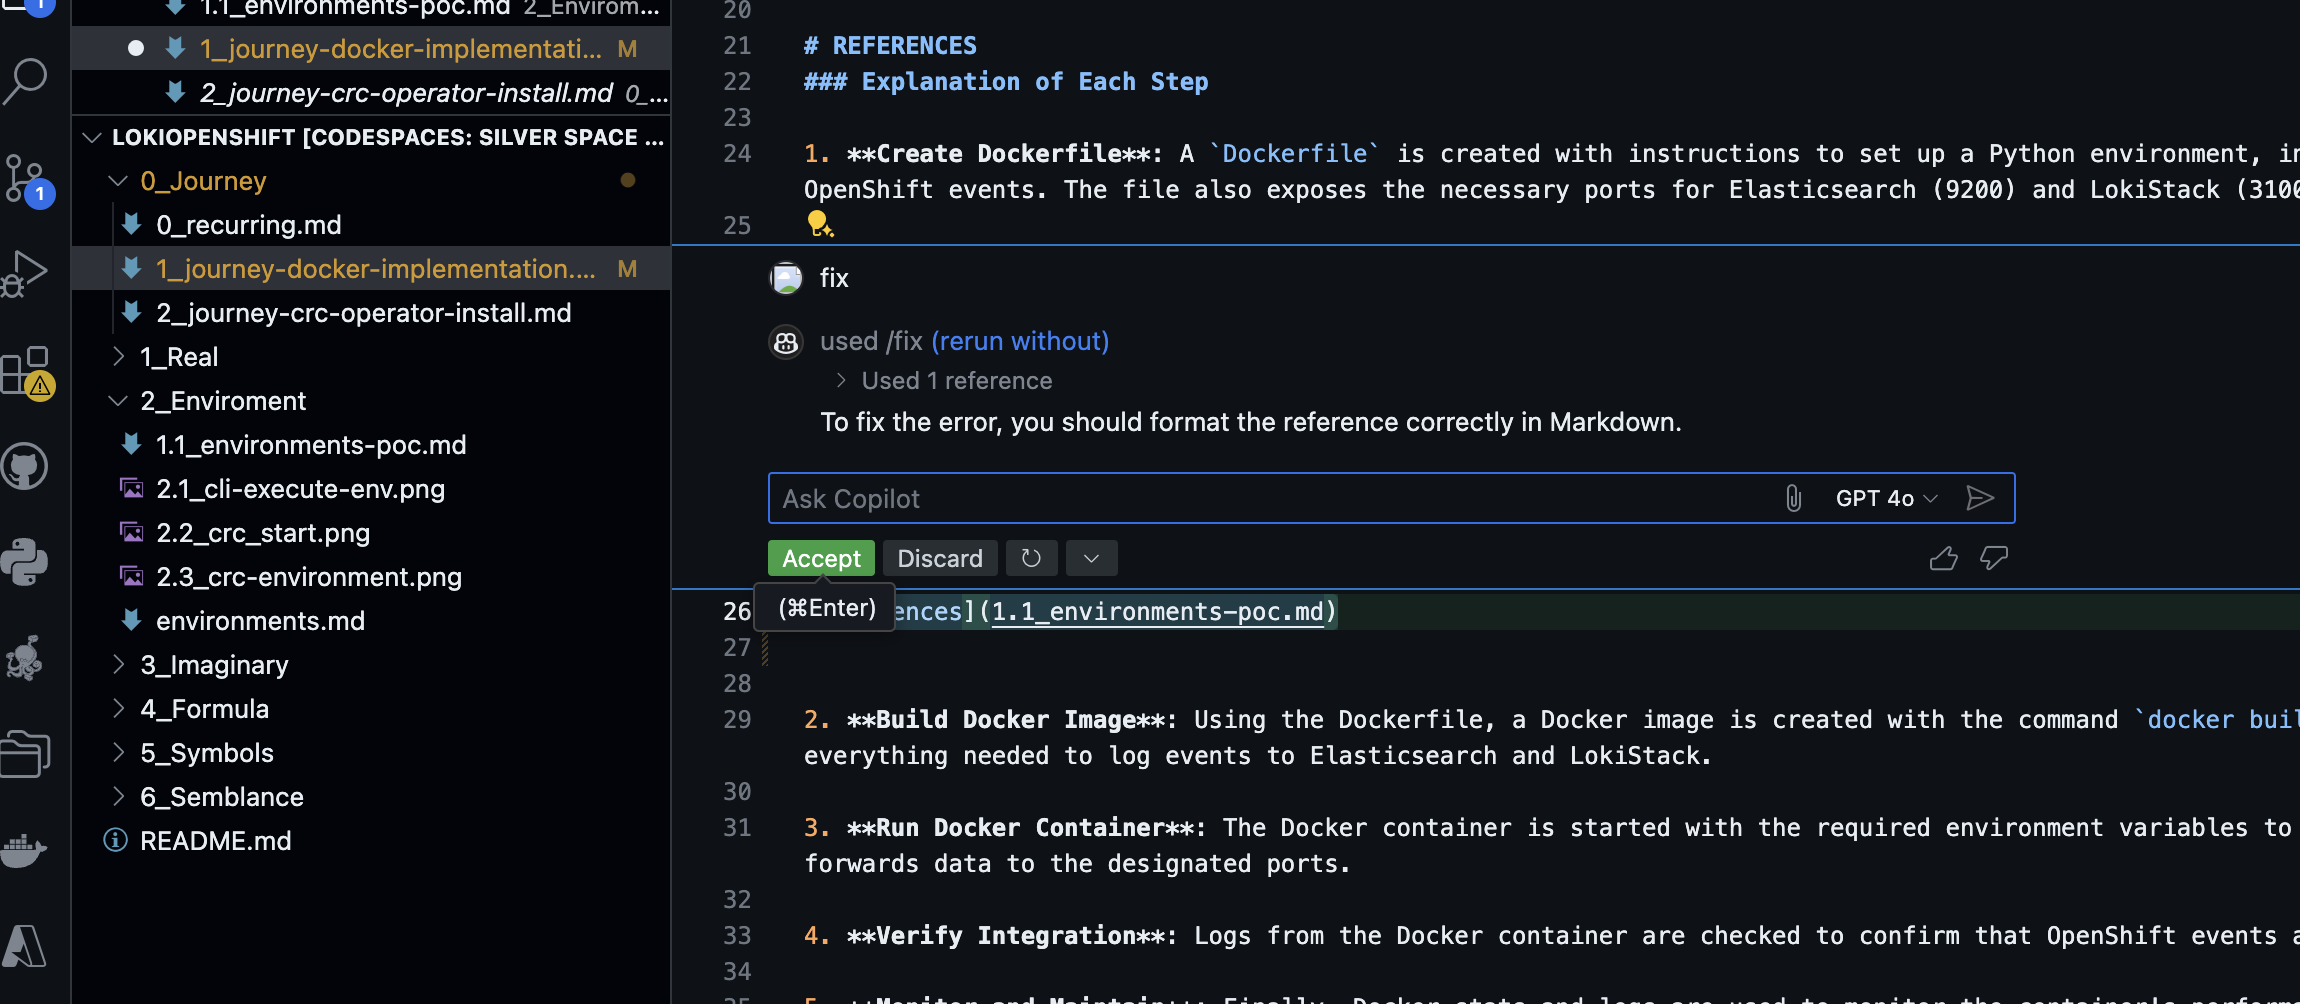 1
1.1_environments-poc.md 2_Envirom...
1_journey-docker-implementati... M
2_journey-crc-operator-install.md 0_...
LOKIOPENSHIFT [CODESPACES: SILVER SPACE ...
0_Journey
1
0_recurring.md
1_journey-docker-implementation.... M
2_journey-crc-operator-install.md
1_Real
2_Enviroment
1.1_environments-poc.md
2.1_cli-execute-env.png
2.2_crc_start.png
2.3_crc-environment.png
environments.md
3_Imaginary
4_Formula
5_Symbols
6_Semblance
README.md
20
21 # REFERENCES
22 ### Explanation of Each Step
23
24 1. **Create Dockerfile**: A `Dockerfile` is created with instructions to set up a Python environment, in
OpenShift events. The file also exposes the necessary ports for Elasticsearch (9200) and LokiStack (3100
25
fix
used /fix (rerun without)
Used 1 reference
To fix the error, you should format the reference correctly in Markdown.
Ask Copilot GPT 4o
Accept Discard
(⌘Enter)
26 ences](1.1_environments-poc.md)
27
28
29 2. **Build Docker Image**: Using the Dockerfile, a Docker image is created with the command `docker buil
everything needed to log events to Elasticsearch and LokiStack.
30
31 3. **Run Docker Container**: The Docker container is started with the required environment variables to
forwards data to the designated ports.
32
33 4. **Verify Integration**: Logs from the Docker container are checked to confirm that OpenShift events a
34